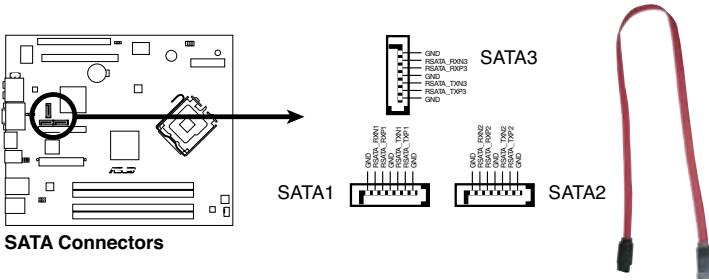 GND
RSATA_RXN3
RSATA_RXP3
GND
RSATA_TXN3
RSATA_TXP3
GND
SATA3
GND
RSATA_RXN1
RSATA_RXP1
GND
RSATA_TXN1
RSATA_TXP1
GND
SATA1
GND
RSATA_RXN2
RSATA_RXP2
GND
RSATA_TXN2
RSATA_TXP2
GND
SATA2
ASUS
SATA Connectors